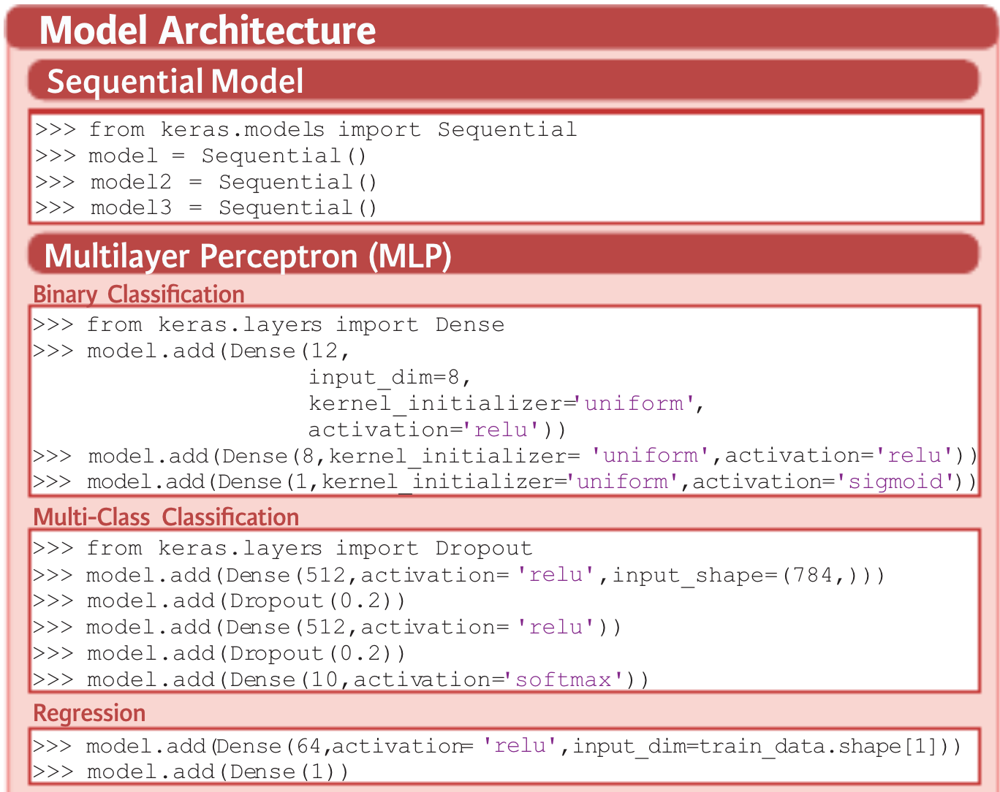 Model Architecture
Sequential Model
>>> from keras.models import Sequential
>>> model = Sequential()
>>> model2 = Sequential()
>>> model3 = Sequential()
Multilayer Perceptron (MLP)
Binary Classification
>>> from keras.layers import Dense
>>> model.add(Dense(12,
input_dim=8,
kernel_initializer='uniform',
activation='relu'))
>>> model.add(Dense(8,kernel_initializer='uniform',activation='relu'))
>>> model.add(Dense(1,kernel_initializer='uniform',activation='sigmoid'))
Multi-Class Classification
>>> from keras.layers import Dropout
>>> model.add(Dense(512,activation='relu',input_shape=(784,)))
>>> model.add(Dropout(0.2))
>>> model.add(Dense(512,activation='relu'))
>>> model.add(Dropout(0.2))
>>> model.add(Dense(10,activation='softmax'))
Regression
>>> model.add(Dense(64,activation='relu',input_dim=train_data.shape[1]))
>>> model.add(Dense(1))